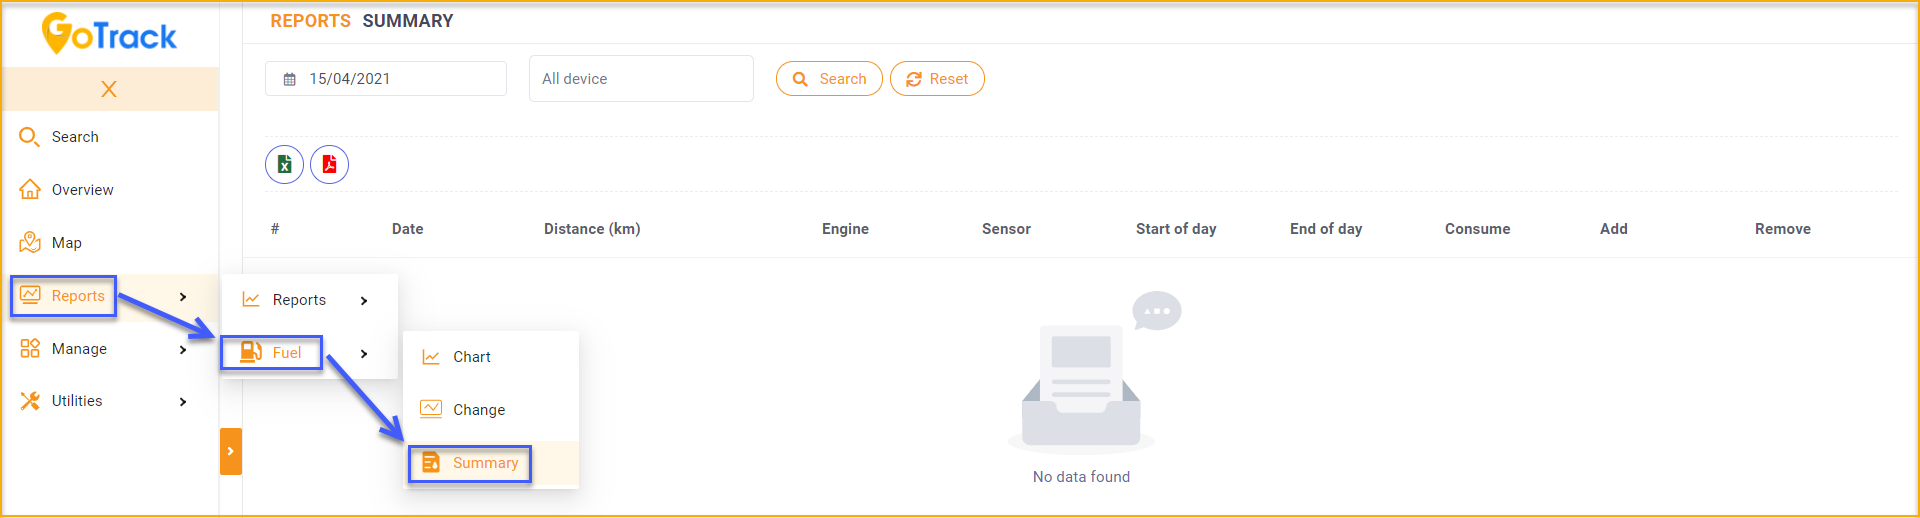 GoTrack
X
Search
Overview
Map
Reports
Manage
Utilities
Reports
Fuel
Chart
Change
Summary
REPORTS SUMMARY
15/04/2021
All device
Search
Reset
# Date Distance (km) Engine Sensor Start of day End of day Consume Add Remove
No data found